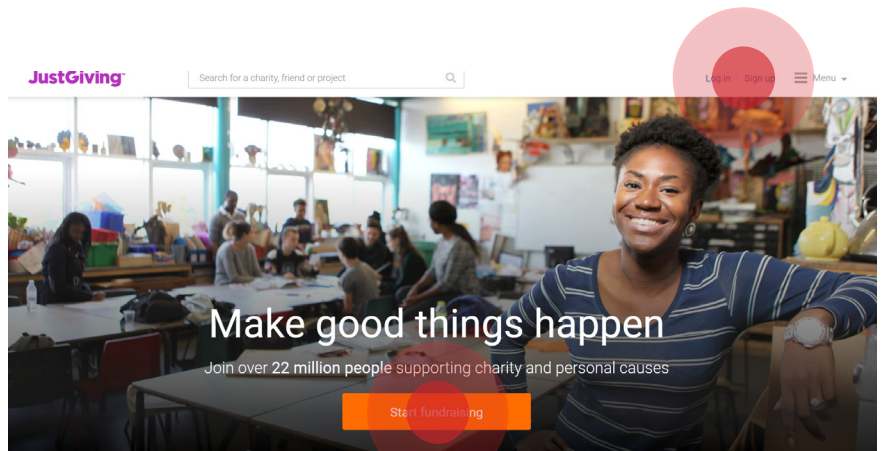 JustGiving
Search for a charity, friend or project
Log in Sign up Menu
Make good things happen
Join over 22 million people supporting charity and personal causes
Start fundraising